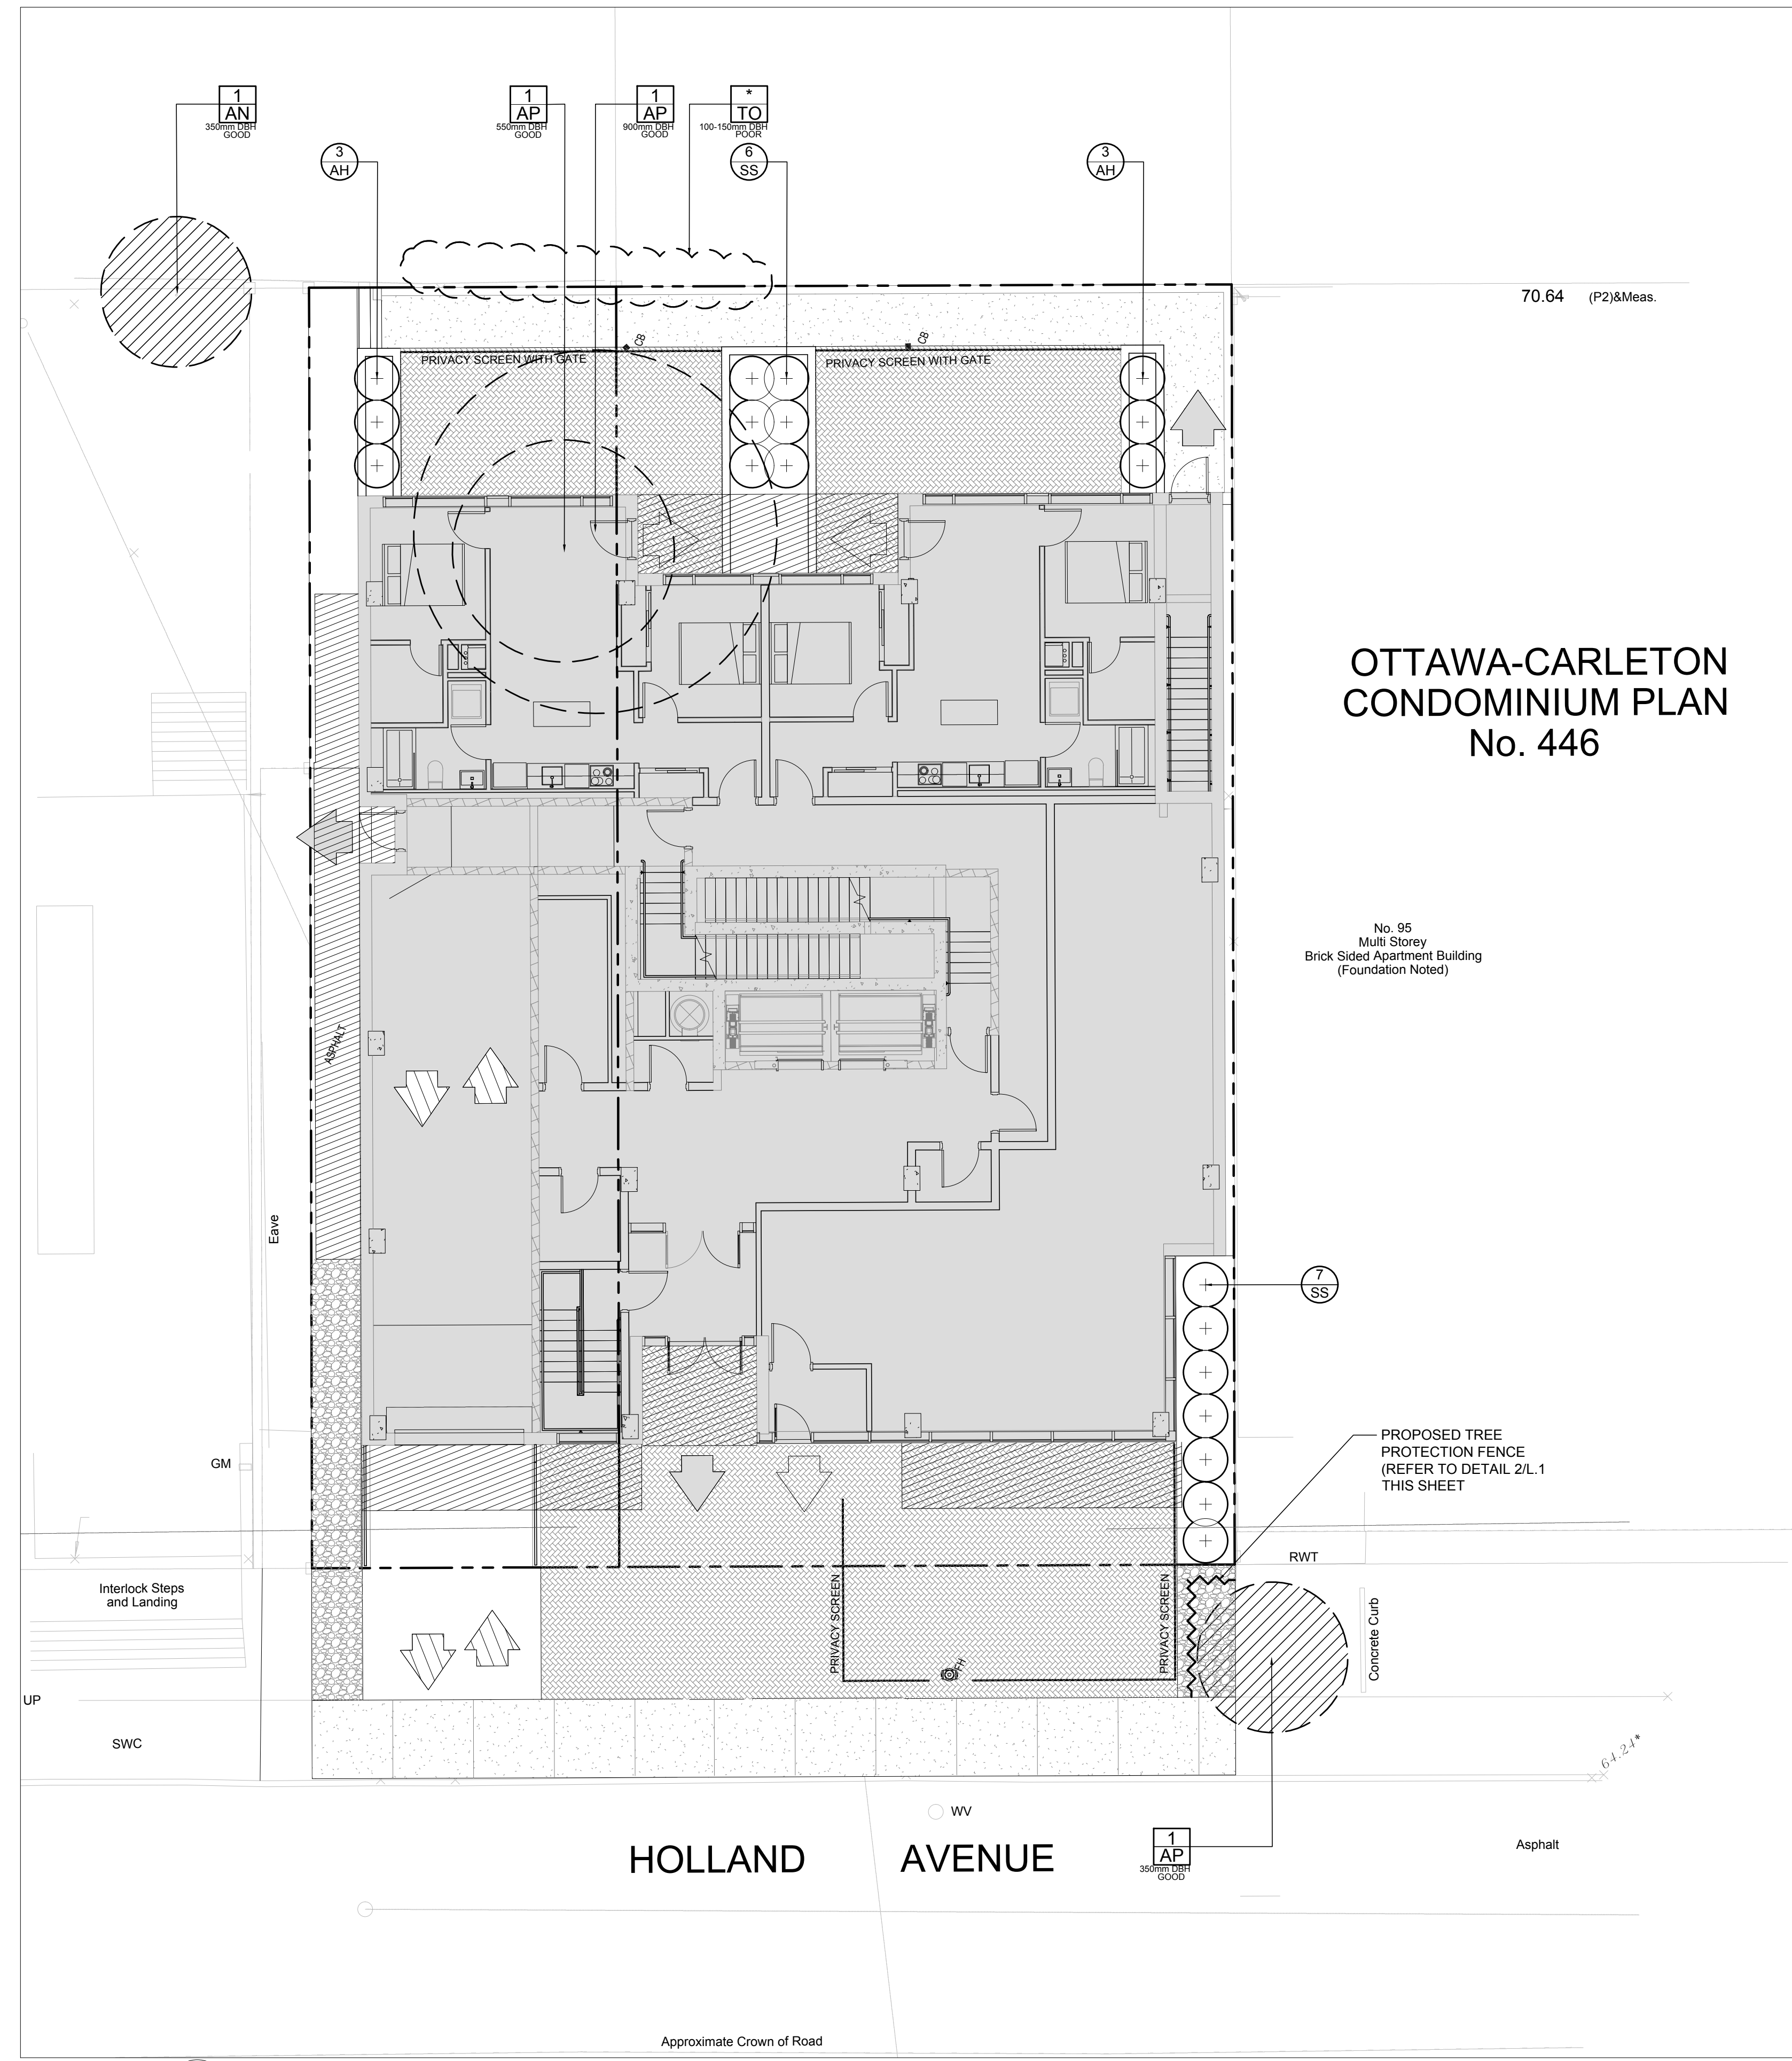 1
AN
350mm DBH
GOOD
1
AP
550mm DBH
GOOD
1
AP
900mm DBH
GOOD
*
TO
100-150mm DBH
POOR
3
AH
6
SS
3
AH
70.64 (P2)&Meas.
CB
CB
PRIVACY SCREEN WITH GATE
PRIVACY SCREEN WITH GATE
OTTAWA-CARLETON
CONDOMINIUM PLAN
No. 446
No. 95
Multi Storey
Brick Sided Apartment Building
(Foundation Noted)
ASPHALT
Eave
7
SS
GM
PROPOSED TREE
PROTECTION FENCE
(REFER TO DETAIL 2/L.1
THIS SHEET
RWT
Interlock Steps
and Landing
PRIVACY SCREEN
PRIVACY SCREEN
Concrete Curb
FH
UP
SWC
64.24*
WV
HOLLAND AVENUE
1
AP
350mm DBH
GOOD
Asphalt
Approximate Crown of Road